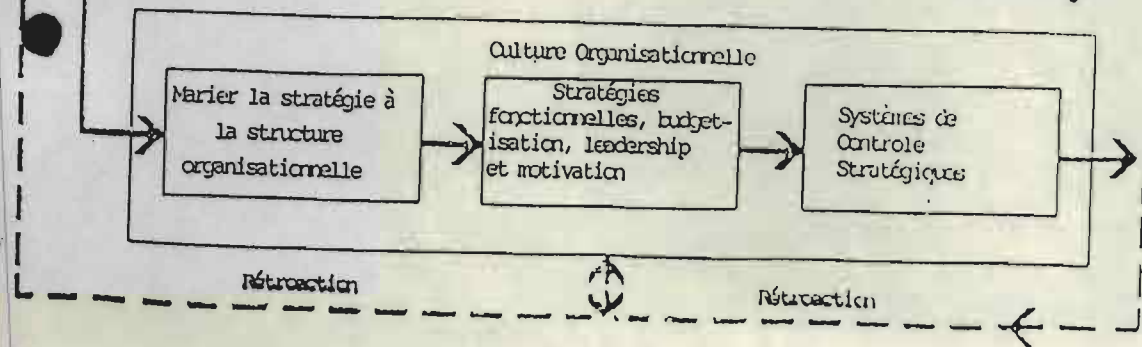 Culture Organisationnelle
Marier la stratégie à
la structure
organisationnelle
Stratégies
fonctionnelles, budget-
isation, leadership
et motivation
Systèmes de
Controle
Stratégiques
Rétroaction
Rétroaction